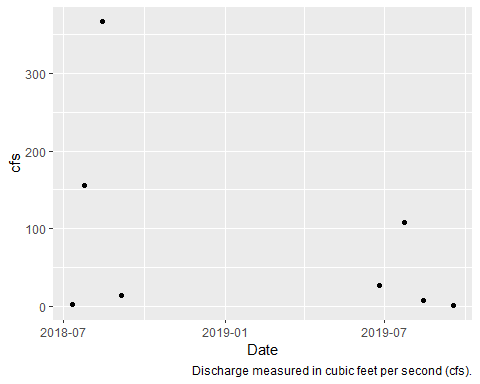 300
200
100
0
cfs
2018-07
2019-01
2019-07
Date
Discharge measured in cubic feet per second (cfs).